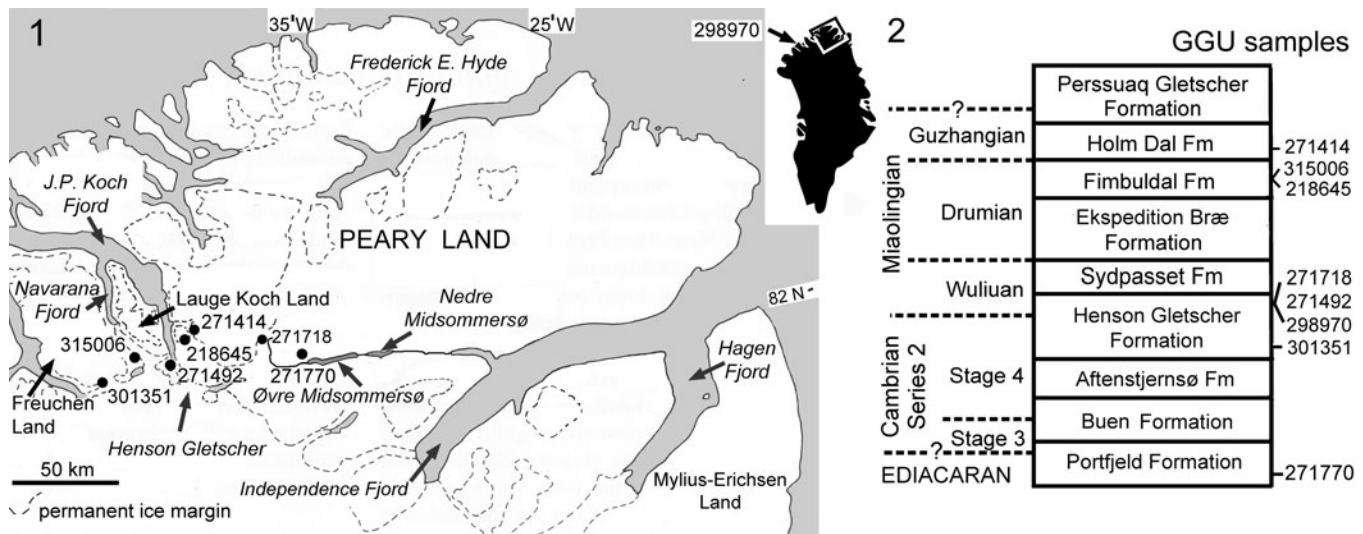 1
35°W
25°W
298970
Frederick E. Hyde
Fjord
J.P. Koch
Fjord
PEARY LAND
Navarana
Fjord
Lauge Koch Land
271414
Nedre
Midsommersø
82 N
315006
218645
271718
271492
271770
Øvre Midsommersø
Hagen
Fjord
301351
Freuchen
Land
Henson Gletscher
50 km
Independence Fjord
Mylius-Erichsen
Land
permanent ice margin
2
GGU samples
Perssuaq Gletscher
Formation
?
Guzhangian
Holm Dal Fm
271414
315006
Fimbuldal Fm
218645
Miaolingian
Drumian
Ekspedition Bræ
Formation
Sydpasset Fm
271718
Wuliuan
271492
Henson Gletscher
Formation
298970
301351
Cambrian
Series 2
Stage 4
Aftenstjernsø Fm
Buen Formation
Stage 3
?
Portfjeld Formation
EDIACARAN
271770